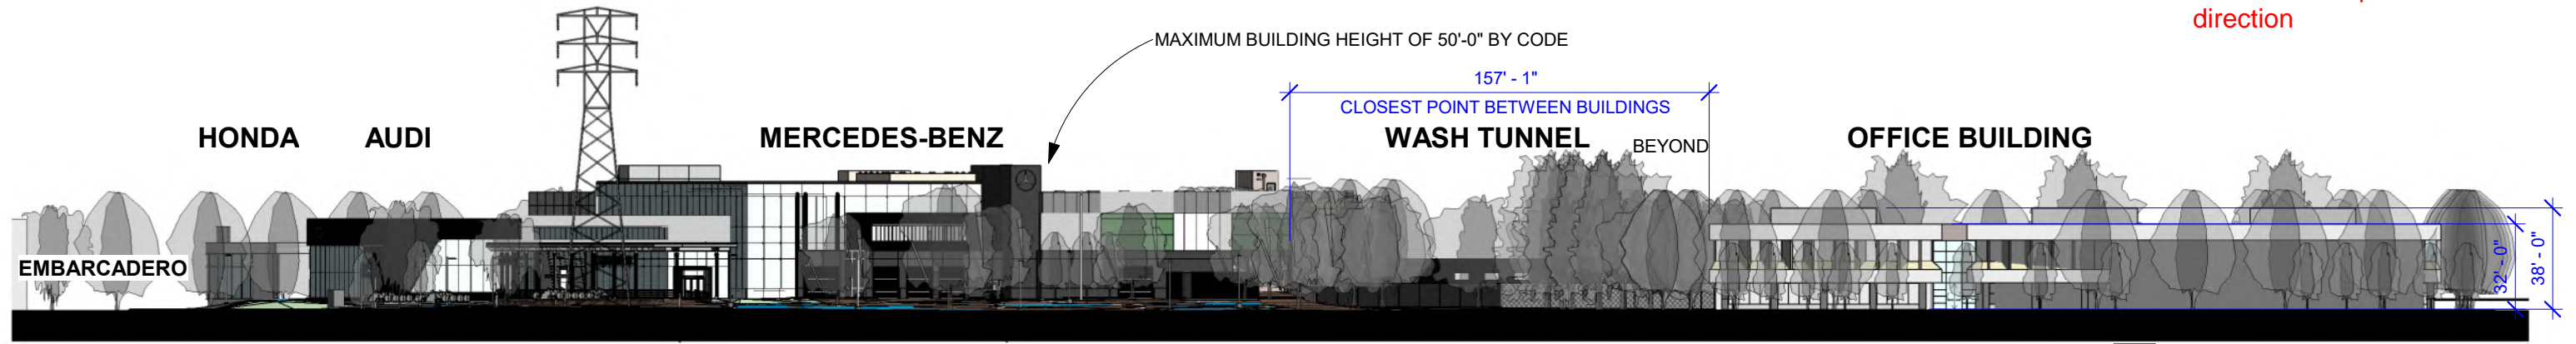 direction
MAXIMUM BUILDING HEIGHT OF 50'-0" BY CODE
157' - 1"
CLOSEST POINT BETWEEN BUILDINGS
HONDA
AUDI
MERCEDES-BENZ
WASH TUNNEL
BEYOND
OFFICE BUILDING
EMBARCADERO
32' - 0"
38' - 0"